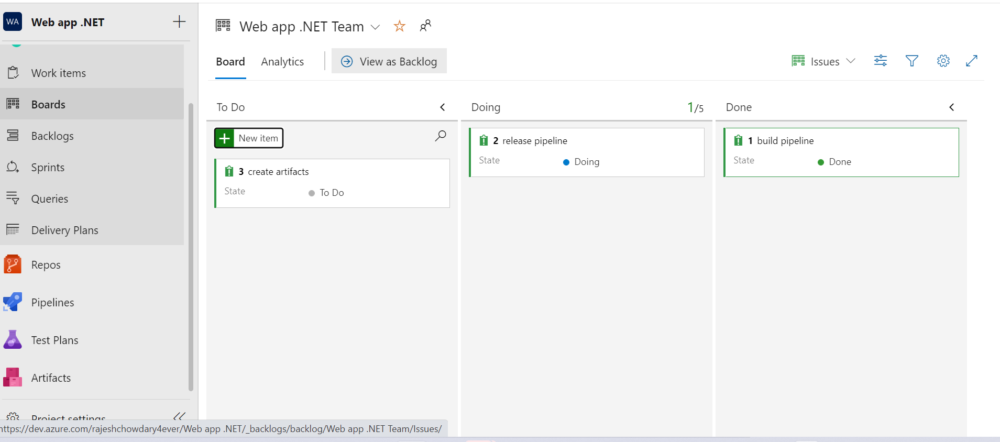 WA Web app .NET
Work items
Boards
Backlogs
Sprints
Queries
Delivery Plans
Repos
Pipelines
Test Plans
Artifacts
Project settings
https://dev.azure.com/rajeshchowdary4ever/Web app .NET/_backlogs/backlog/Web app .NET Team/Issues/
Web app .NET Team
Board Analytics View as Backlog Issues
To Do
New item
3 create artifacts
State To Do
Doing 1/5
2 release pipeline
State Doing
Done
1 build pipeline
State Done